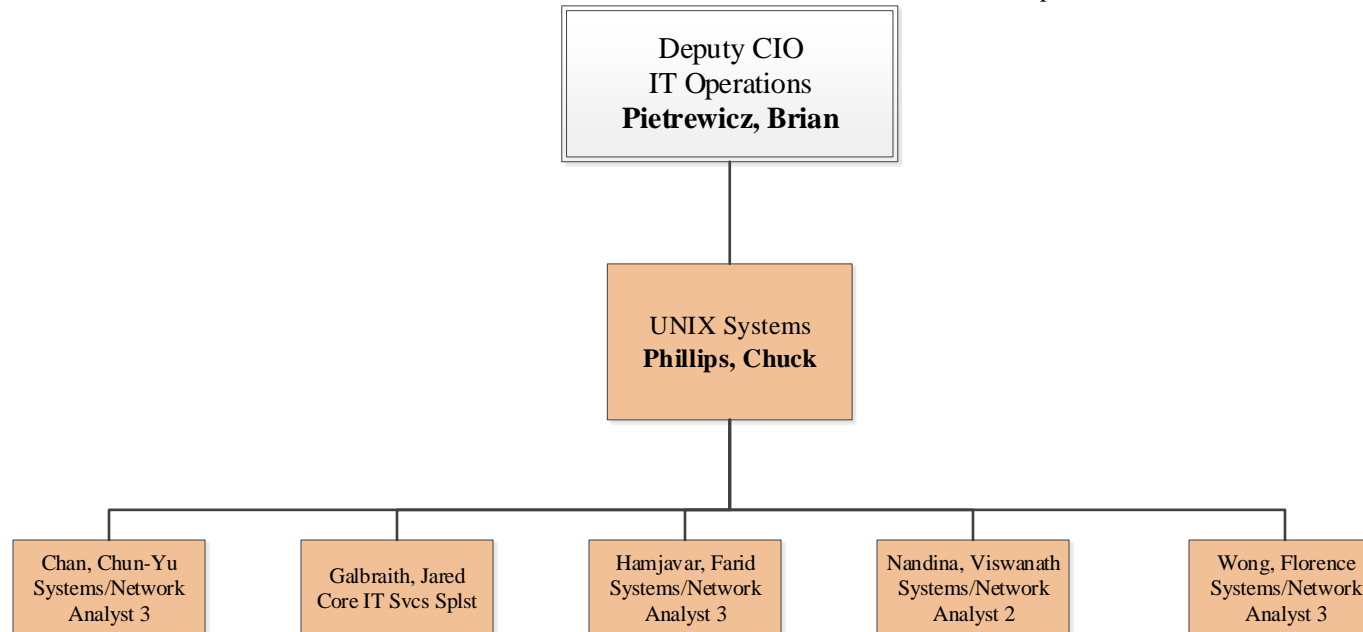 Deputy CIO
IT Operations
Pietrewicz, Brian
UNIX Systems
Phillips, Chuck
Chan, Chun-Yu
Systems/Network
Analyst 3
Galbraith, Jared
Core IT Svcs Splst
Hamjavar, Farid
Systems/Network
Analyst 3
Nandina, Viswanath
Systems/Network
Analyst 2
Wong, Florence
Systems/Network
Analyst 3